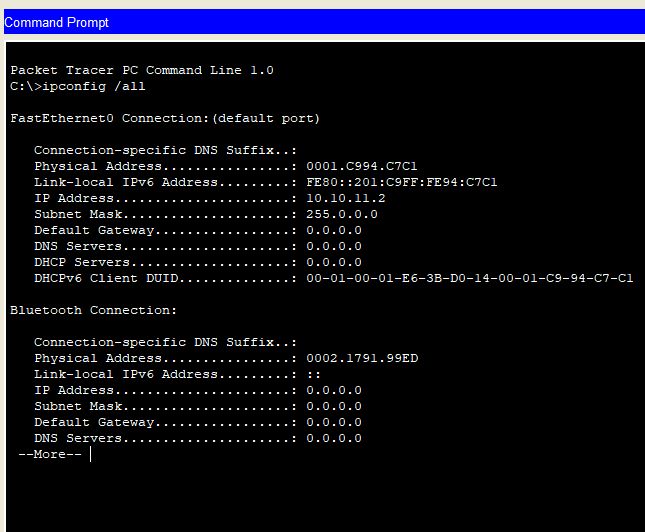 Command Prompt
Packet Tracer PC Command Line 1.0
C:\>ipconfig /all
FastEthernet0 Connection:(default port)
Connection-specific DNS Suffix..:
Physical Address................: 0001.C994.C7C1
Link-local IPv6 Address.........: FE80::201:C9FF:FE94:C7C1
IP Address......................: 10.10.11.2
Subnet Mask.....................: 255.0.0.0
Default Gateway.................: 0.0.0.0
DNS Servers.....................: 0.0.0.0
DHCP Servers....................: 0.0.0.0
DHCPv6 Client DUID..............: 00-01-00-01-E6-3B-D0-14-00-01-C9-94-C7-C1
Bluetooth Connection:
Connection-specific DNS Suffix..:
Physical Address................: 0002.1791.99ED
Link-local IPv6 Address.........: ::
IP Address......................: 0.0.0.0
Subnet Mask.....................: 0.0.0.0
Default Gateway.................: 0.0.0.0
DNS Servers.....................: 0.0.0.0
--More--